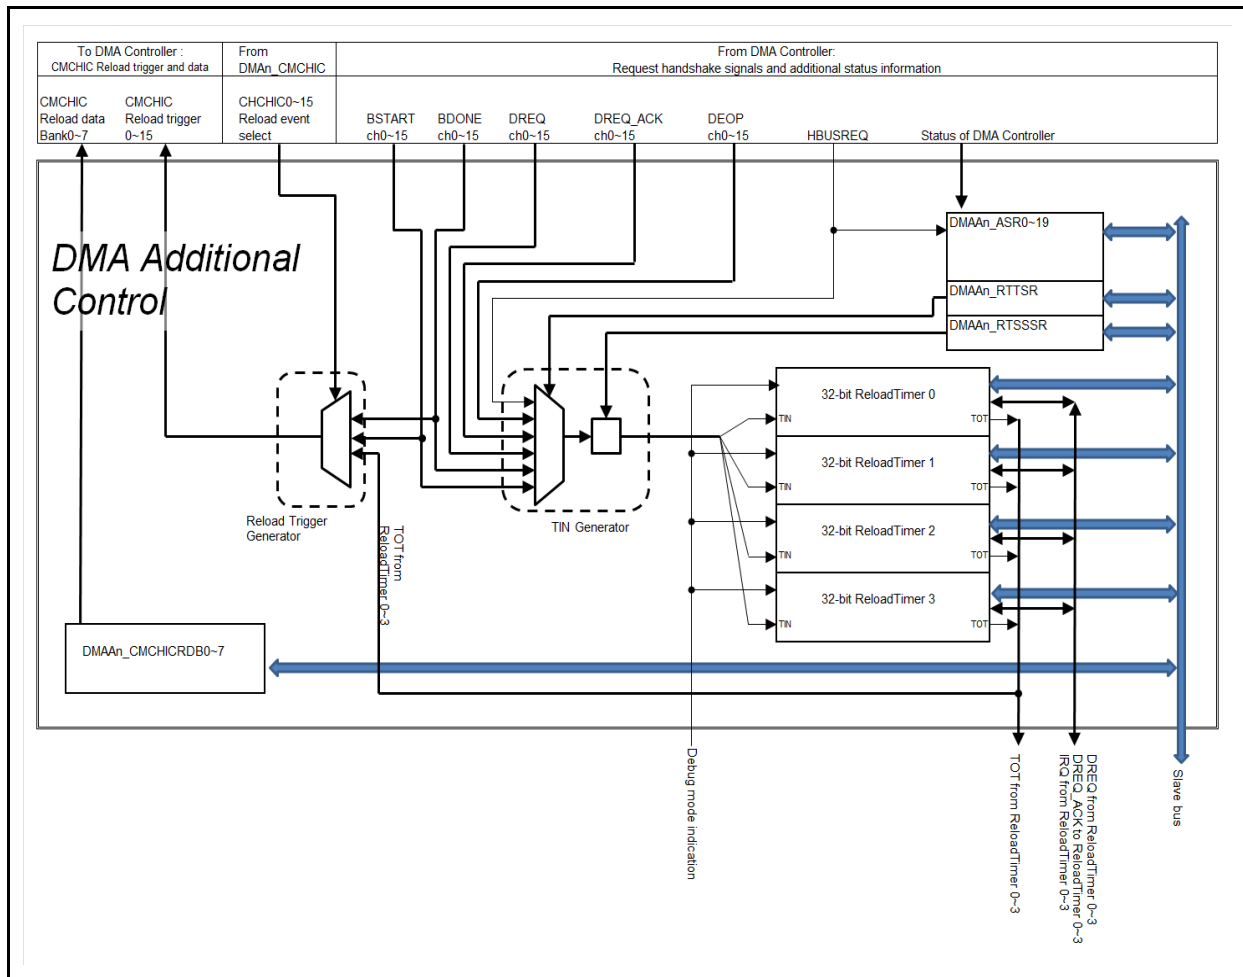 To DMA Controller :
CMCHIC Reload trigger and data
From
DMAn_CMCHIC
From DMA Controller:
Request handshake signals and additional status information
CMCHIC
Reload data
Bank0~7
CMCHIC
Reload trigger
0~15
CHCHIC0~15
Reload event
select
BSTART
ch0~15
BDONE
ch0~15
DREQ
ch0~15
DREQ_ACK
ch0~15
DEOP
ch0~15
HBUSREQ
Status of DMA Controller
DMA Additional
Control
DMAAn_ASR0~19
DMAAn_RTTSR
DMAAn_RTSSSR
32-bit ReloadTimer 0
TIN
TOT
32-bit ReloadTimer 1
TIN
TOT
32-bit ReloadTimer 2
TIN
TOT
32-bit ReloadTimer 3
TIN
TOT
Reload Trigger
Generator
TIN Generator
TOT from
ReloadTimer 0~3
DMAAn_CMCHICRDB0~7
Debug mode indication
TOT from ReloadTimer 0~3
DREQ from ReloadTimer 0~3
DREQ_ACK to ReloadTimer 0~3
IRQ from ReloadTimer 0~3
Slave bus